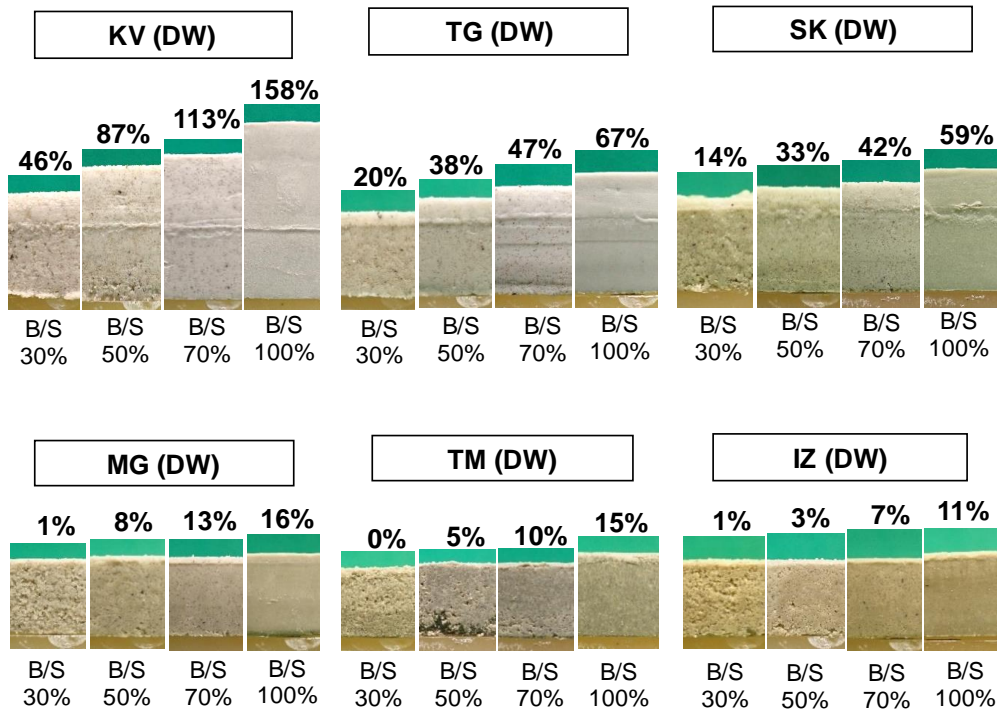 KV (DW)
TG (DW)
SK (DW)
46%
87%
113%
158%
20%
38%
47%
67%
14%
33%
42%
59%
B/S
30%
B/S
50%
B/S
70%
B/S
100%
B/S
30%
B/S
50%
B/S
70%
B/S
100%
B/S
30%
B/S
50%
B/S
70%
B/S
100%
MG (DW)
TM (DW)
IZ (DW)
1%
8%
13%
16%
0%
5%
10%
15%
1%
3%
7%
11%
B/S
30%
B/S
50%
B/S
70%
B/S
100%
B/S
30%
B/S
50%
B/S
70%
B/S
100%
B/S
30%
B/S
50%
B/S
70%
B/S
100%